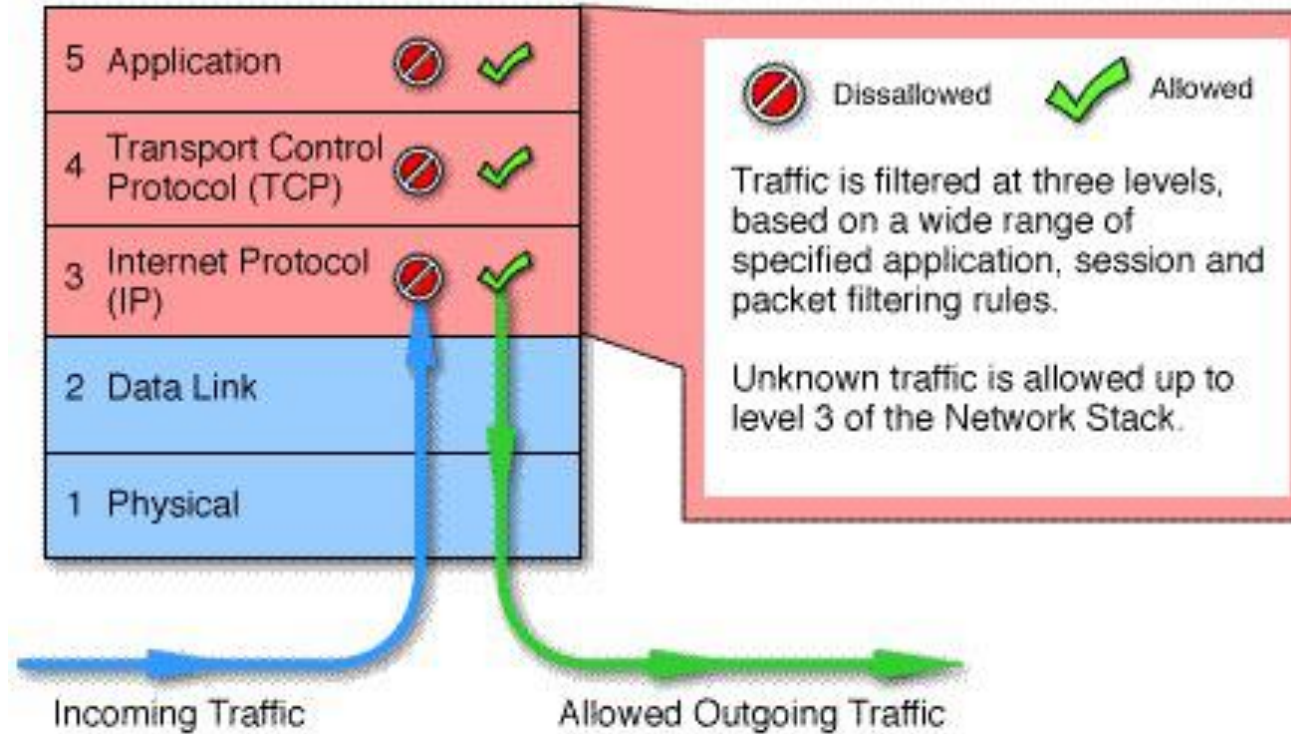 5 Application
4 Transport Control
Protocol (TCP)
3 Internet Protocol
(IP)
2 Data Link
1 Physical
Incoming Traffic
Allowed Outgoing Traffic
Dissallowed
Allowed
Traffic is filtered at three levels,
based on a wide range of
specified application, session and
packet filtering rules.
Unknown traffic is allowed up to
level 3 of the Network Stack.